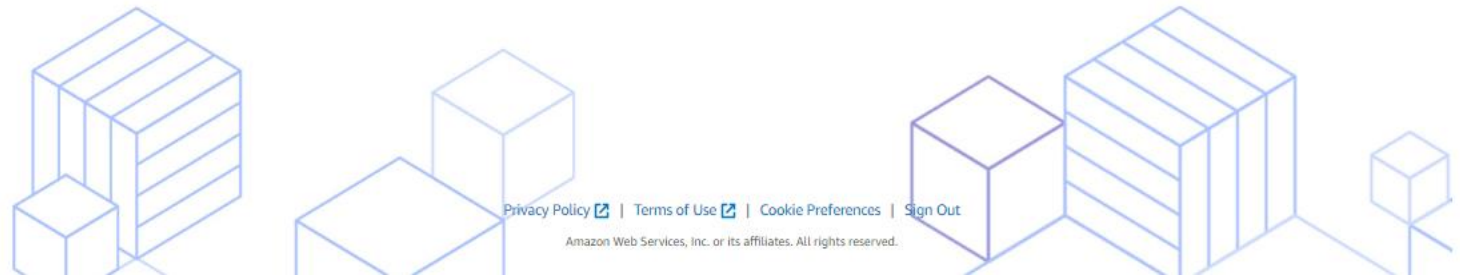 Privacy Policy | Terms of Use | Cookie Preferences | Sign Out
Amazon Web Services, Inc. or its affiliates. All rights reserved.